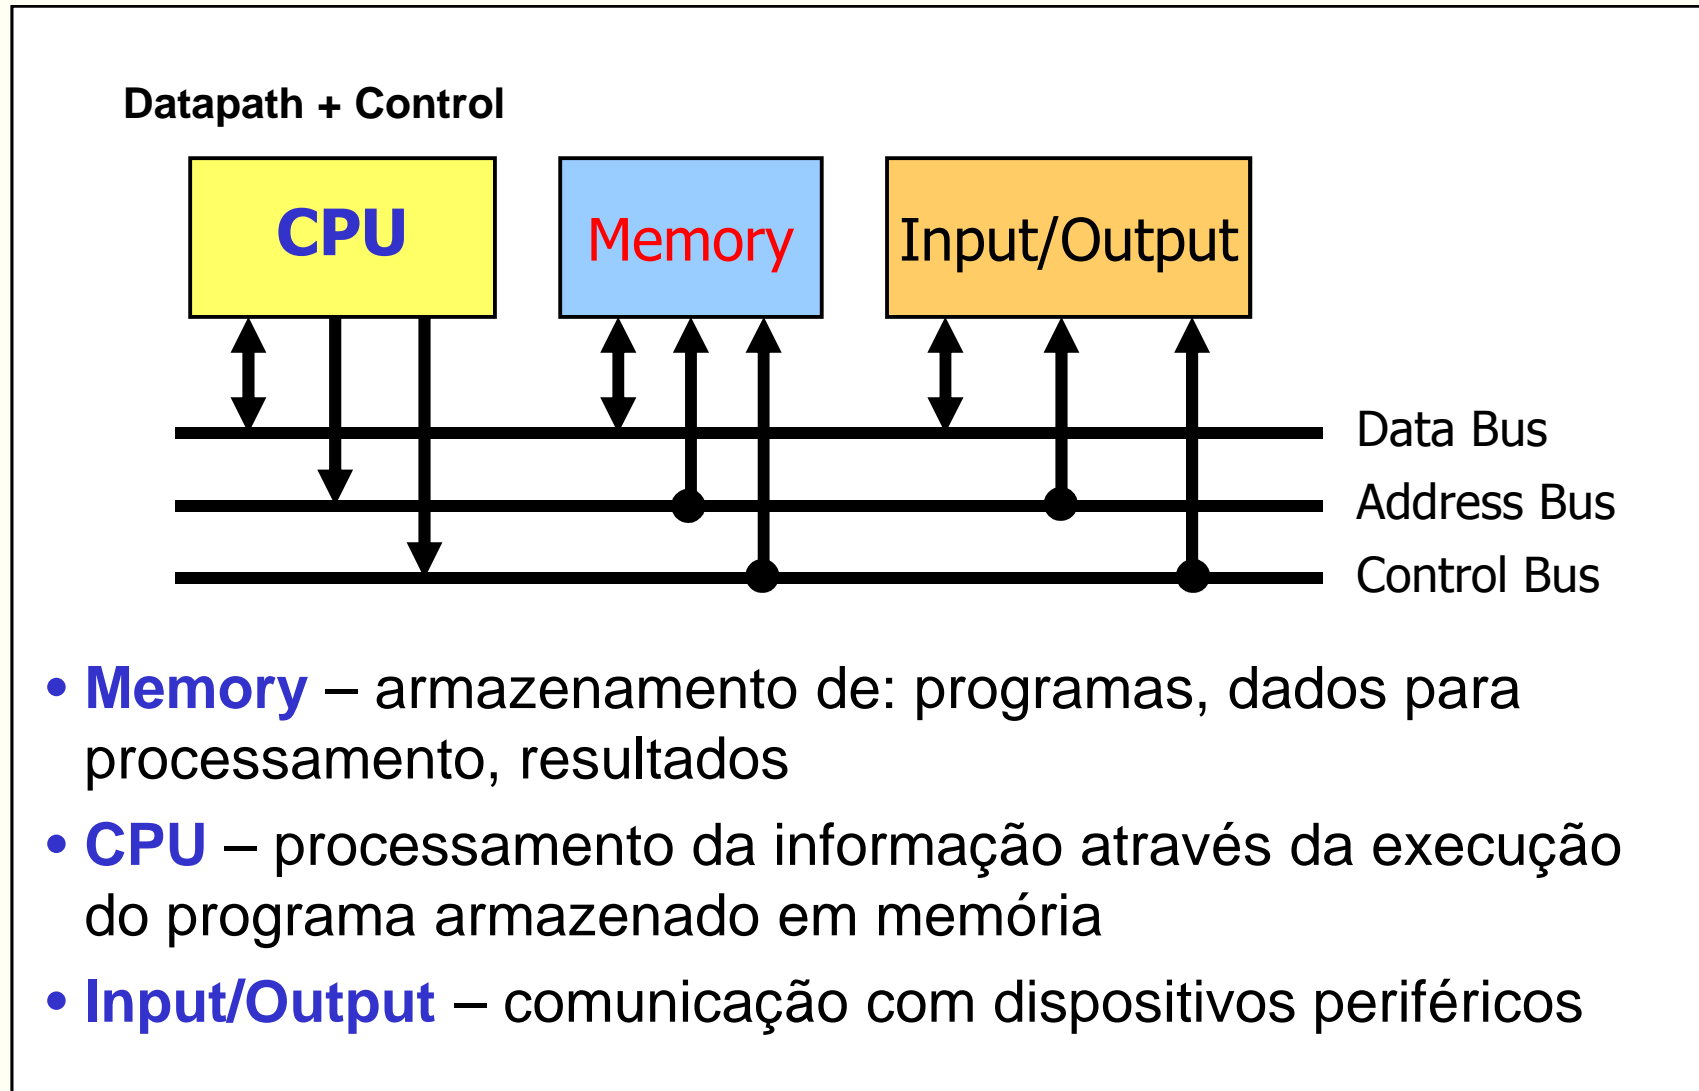 Datapath + Control
CPU
Memory
Input/Output
Data Bus
Address Bus
Control Bus
• Memory – armazenamento de: programas, dados para
processamento, resultados
• CPU – processamento da informação através da execução
do programa armazenado em memória
• Input/Output – comunicação com dispositivos periféricos